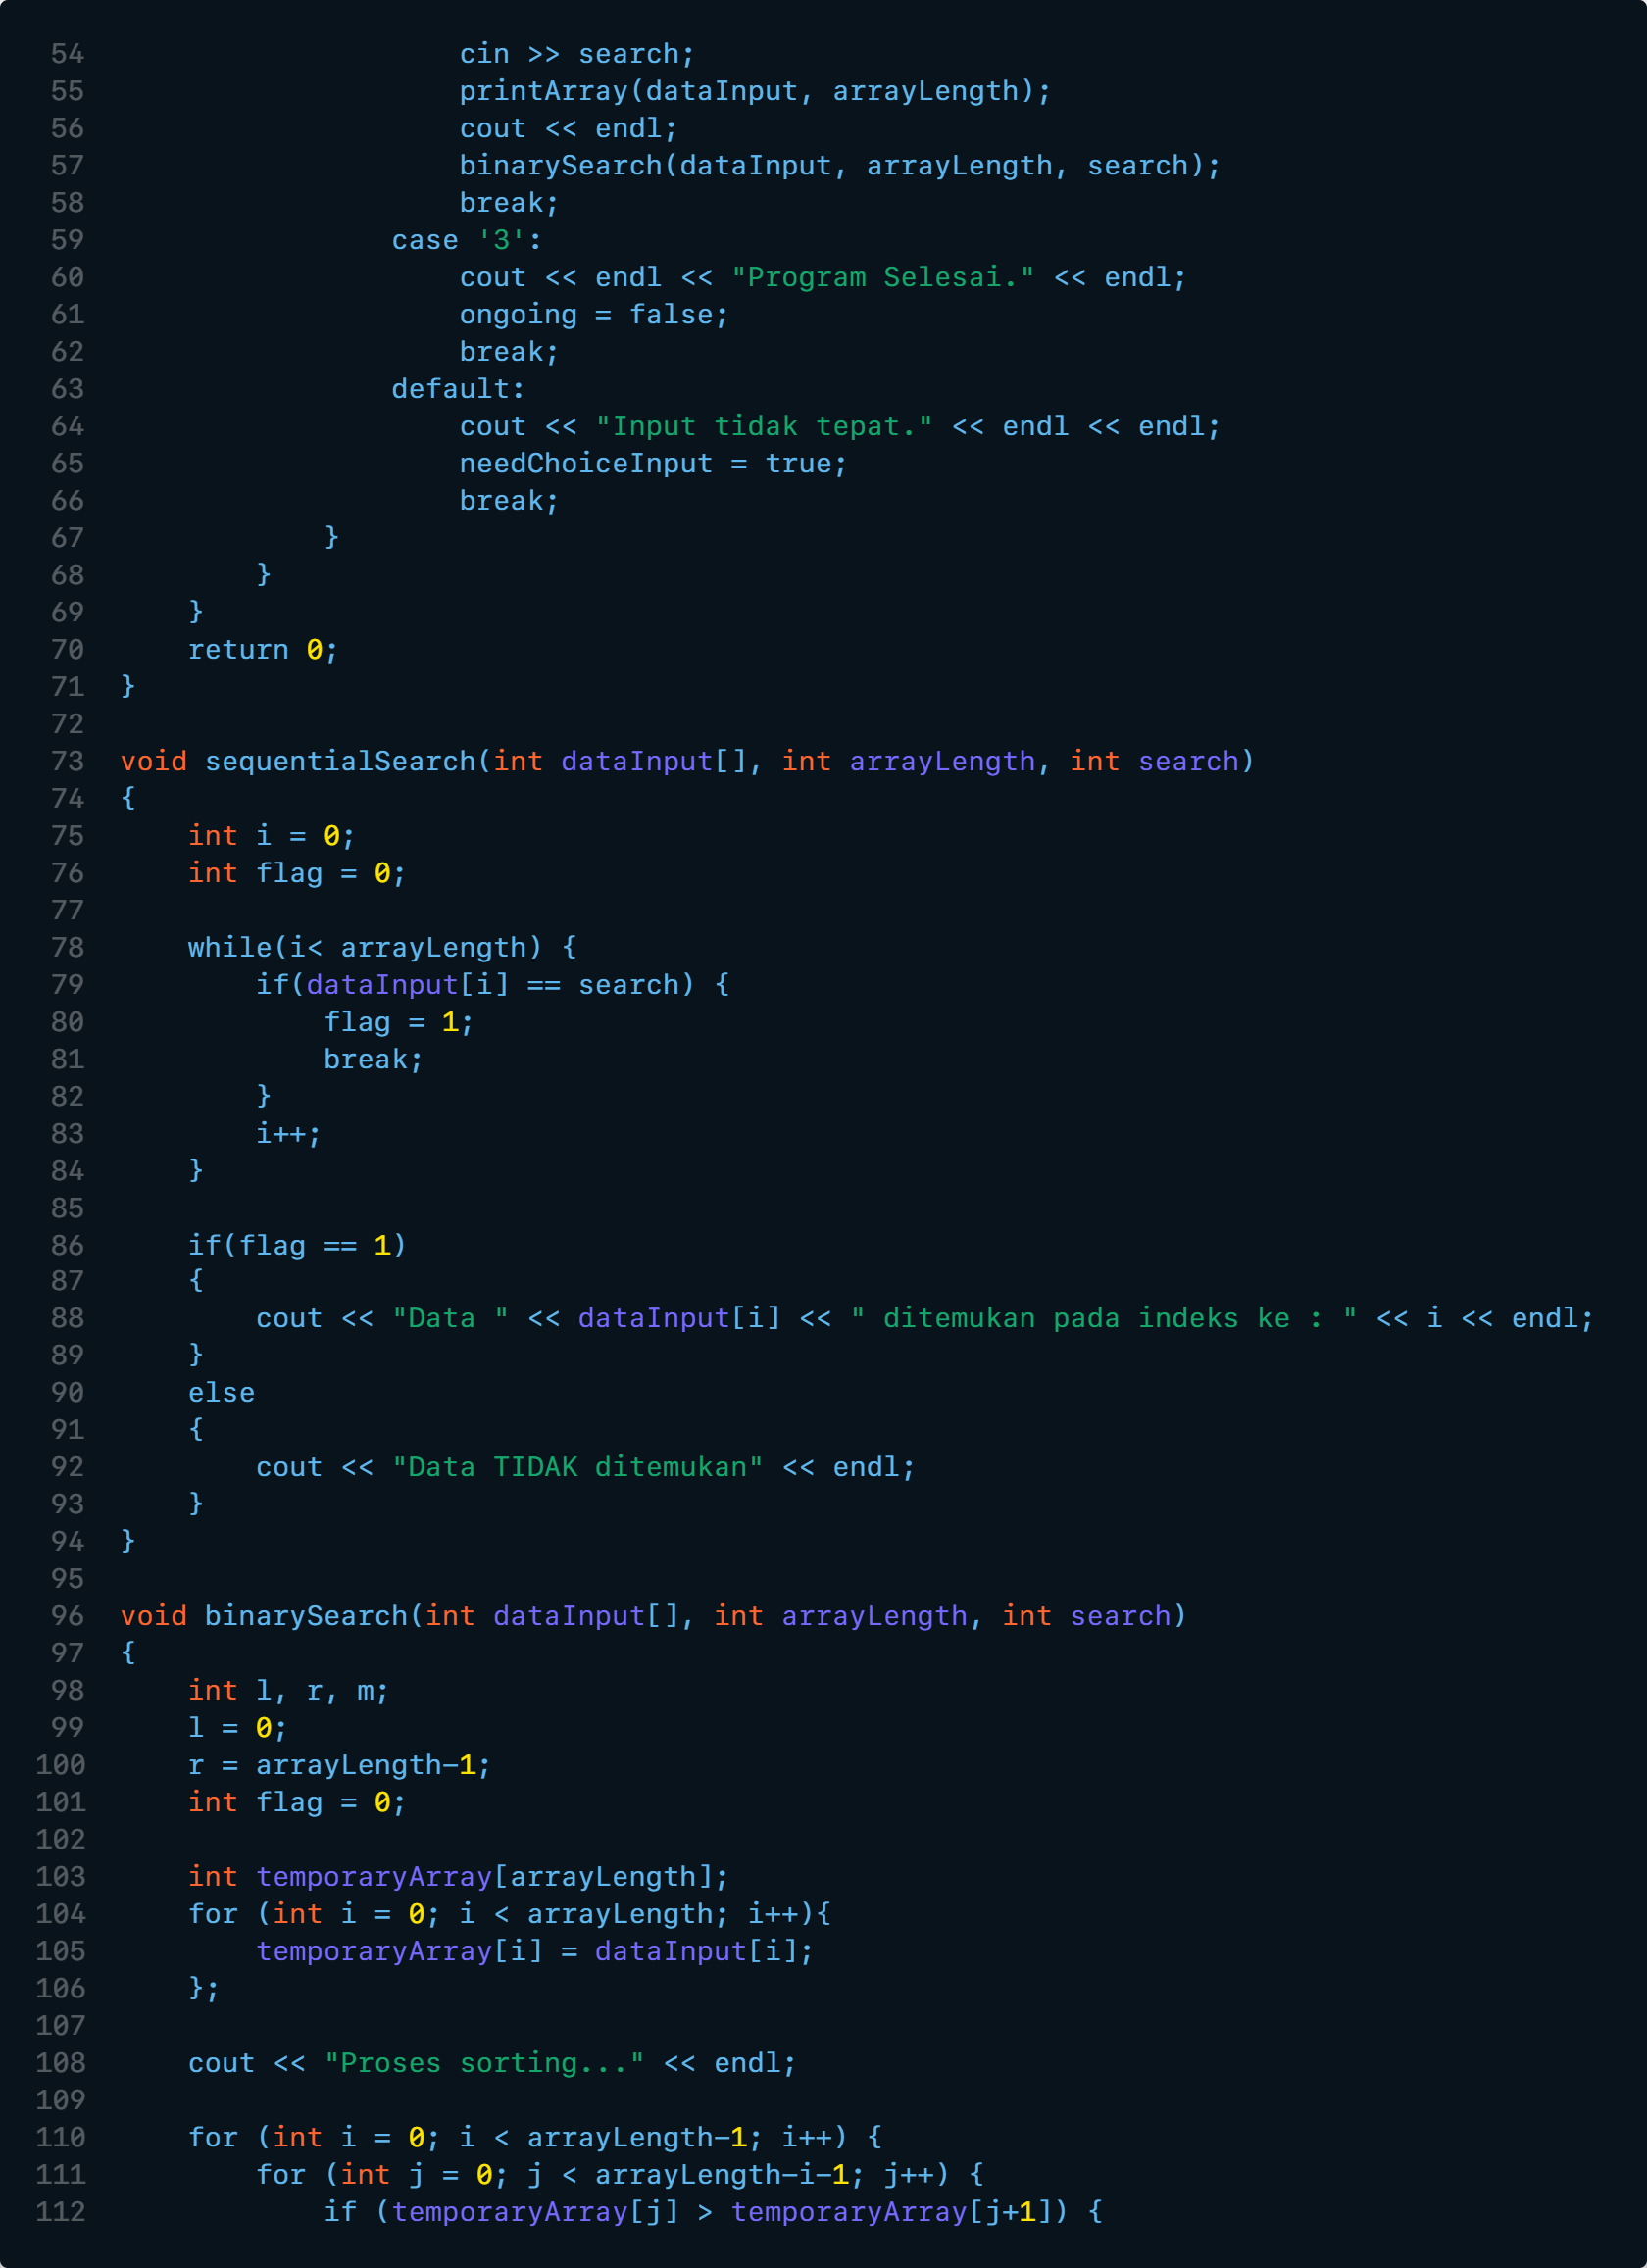 54                      cin >> search;
55                      printArray(dataInput, arrayLength);
56                      cout << endl;
57                      binarySearch(dataInput, arrayLength, search);
58                      break;
59                  case '3':
60                      cout << endl << "Program Selesai." << endl;
61                      ongoing = false;
62                      break;
63                  default:
64                      cout << "Input tidak tepat." << endl << endl;
65                      needChoiceInput = true;
66                      break;
67              }
68          }
69      }
70      return 0;
71  }
72
73  void sequentialSearch(int dataInput[], int arrayLength, int search)
74  {
75      int i = 0;
76      int flag = 0;
77
78      while(i< arrayLength) {
79          if(dataInput[i] == search) {
80              flag = 1;
81              break;
82          }
83          i++;
84      }
85
86      if(flag == 1)
87      {
88          cout << "Data " << dataInput[i] << " ditemukan pada indeks ke : " << i << endl;
89      }
90      else
91      {
92          cout << "Data TIDAK ditemukan" << endl;
93      }
94  }
95
96  void binarySearch(int dataInput[], int arrayLength, int search)
97  {
98      int l, r, m;
99      l = 0;
100     r = arrayLength-1;
101     int flag = 0;
102
103     int temporaryArray[arrayLength];
104     for (int i = 0; i < arrayLength; i++){
105         temporaryArray[i] = dataInput[i];
106     };
107
108     cout << "Proses sorting..." << endl;
109
110     for (int i = 0; i < arrayLength-1; i++) {
111         for (int j = 0; j < arrayLength-i-1; j++) {
112             if (temporaryArray[j] > temporaryArray[j+1]) {